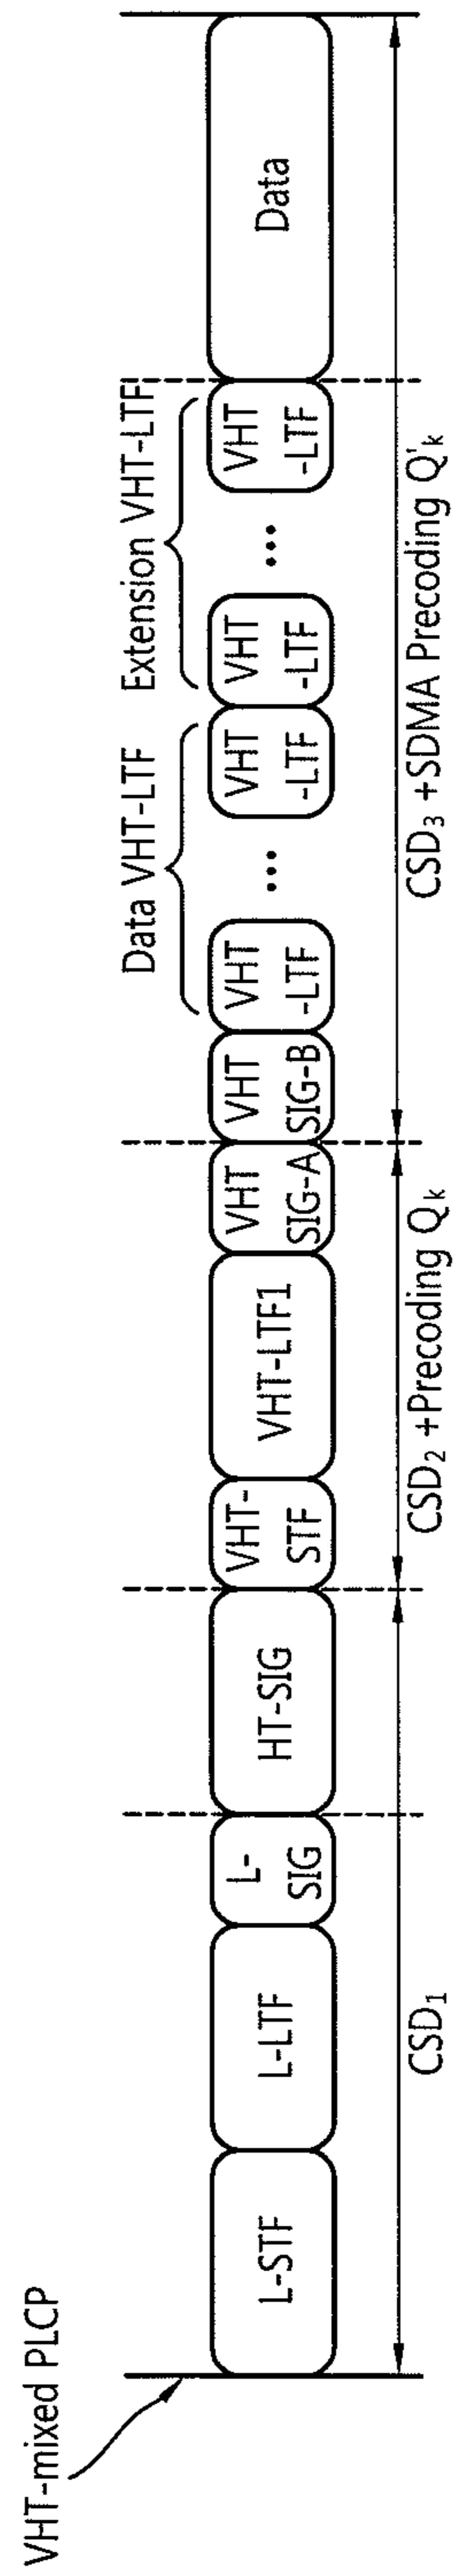 VHT-mixed PLCP
L-STF
L-LTF
L-
SIG
HT-SIG
VHT-
STF
VHT-LTF1
VHT
SIG-A
VHT
SIG-B
Data VHT-LTF
VHT
-LTF
...
VHT
-LTF
Extension VHT-LTF
VHT
-LTF
...
VHT
-LTF
Data
CSD₁
CSD₂ +Precoding Qₖ
CSD₃ +SDMA Precoding Q'ₖ